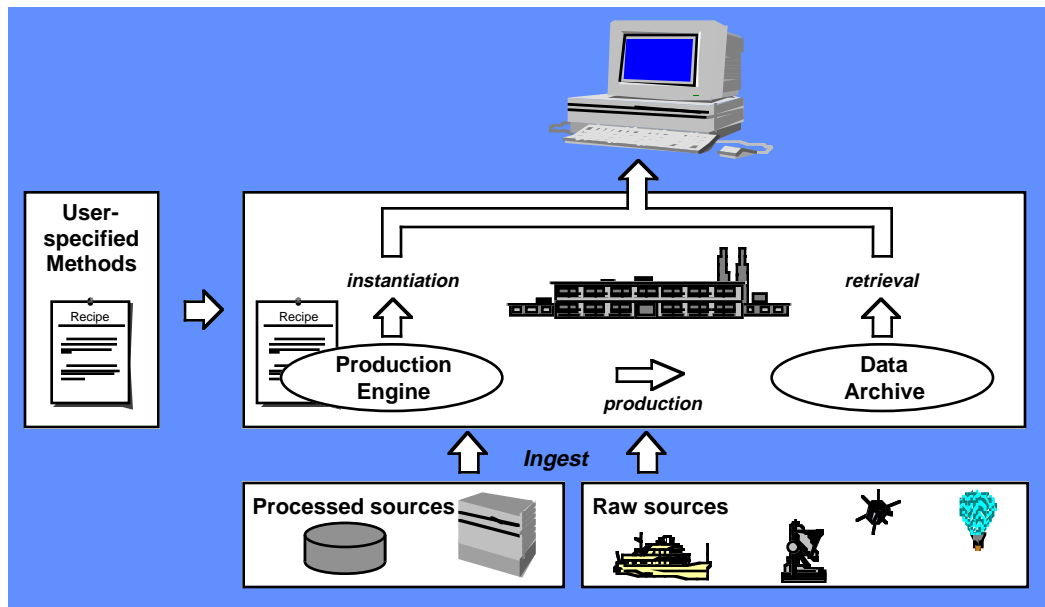 User-
specified
Methods
Recipe
instantiation
retrieval
Recipe
Production
Engine
production
Data
Archive
Ingest
Processed sources
Raw sources